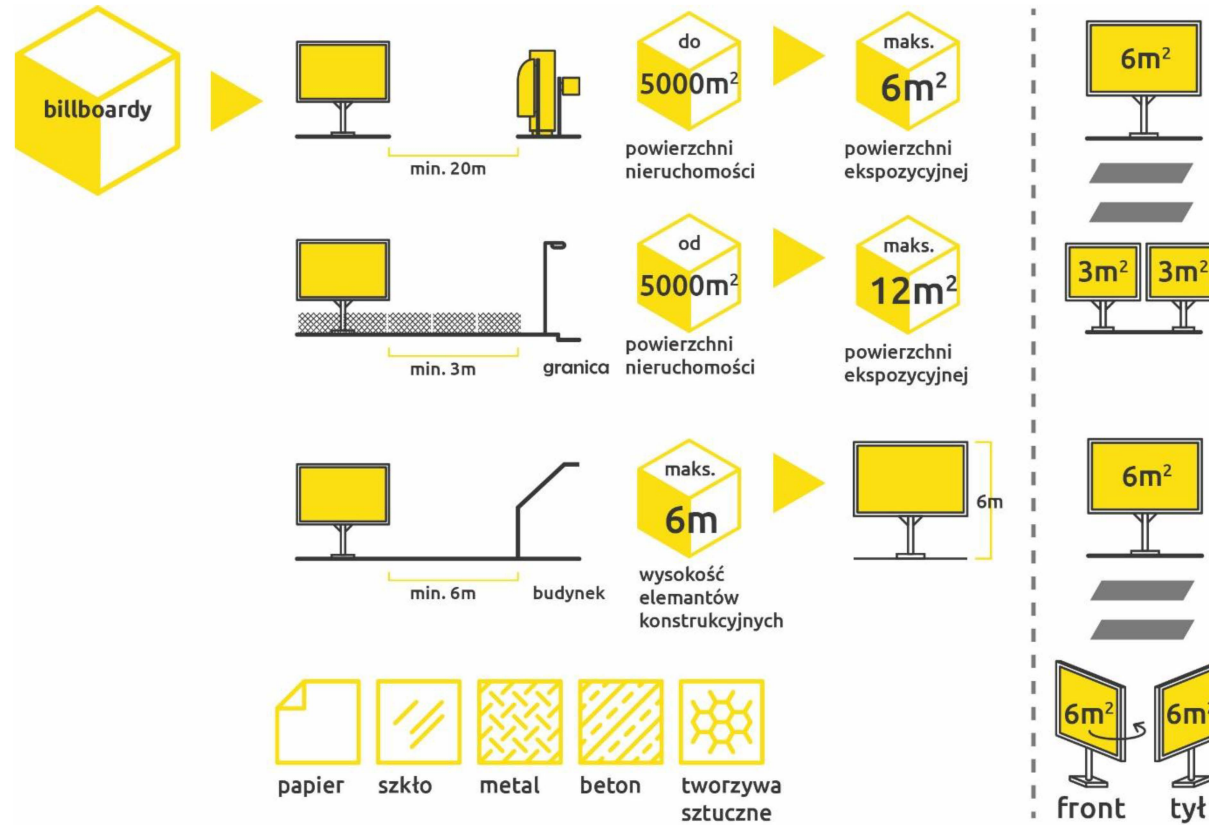 billboardy
min. 20m
do
5000m²
powierzchni
nieruchomości
maks.
6m²
powierzchni
ekspozycyjnej
min. 3m
granica
od
5000m²
powierzchni
nieruchomości
maks.
12m²
powierzchni
ekspozycyjnej
min. 6m
budynek
maks.
6m
wysokość
elemantów
konstrukcyjnych
6m
papier
szkło
metal
beton
tworzywa
sztuczne
6m²
3m² 3m²
6m²
6m² 6m²
front tył